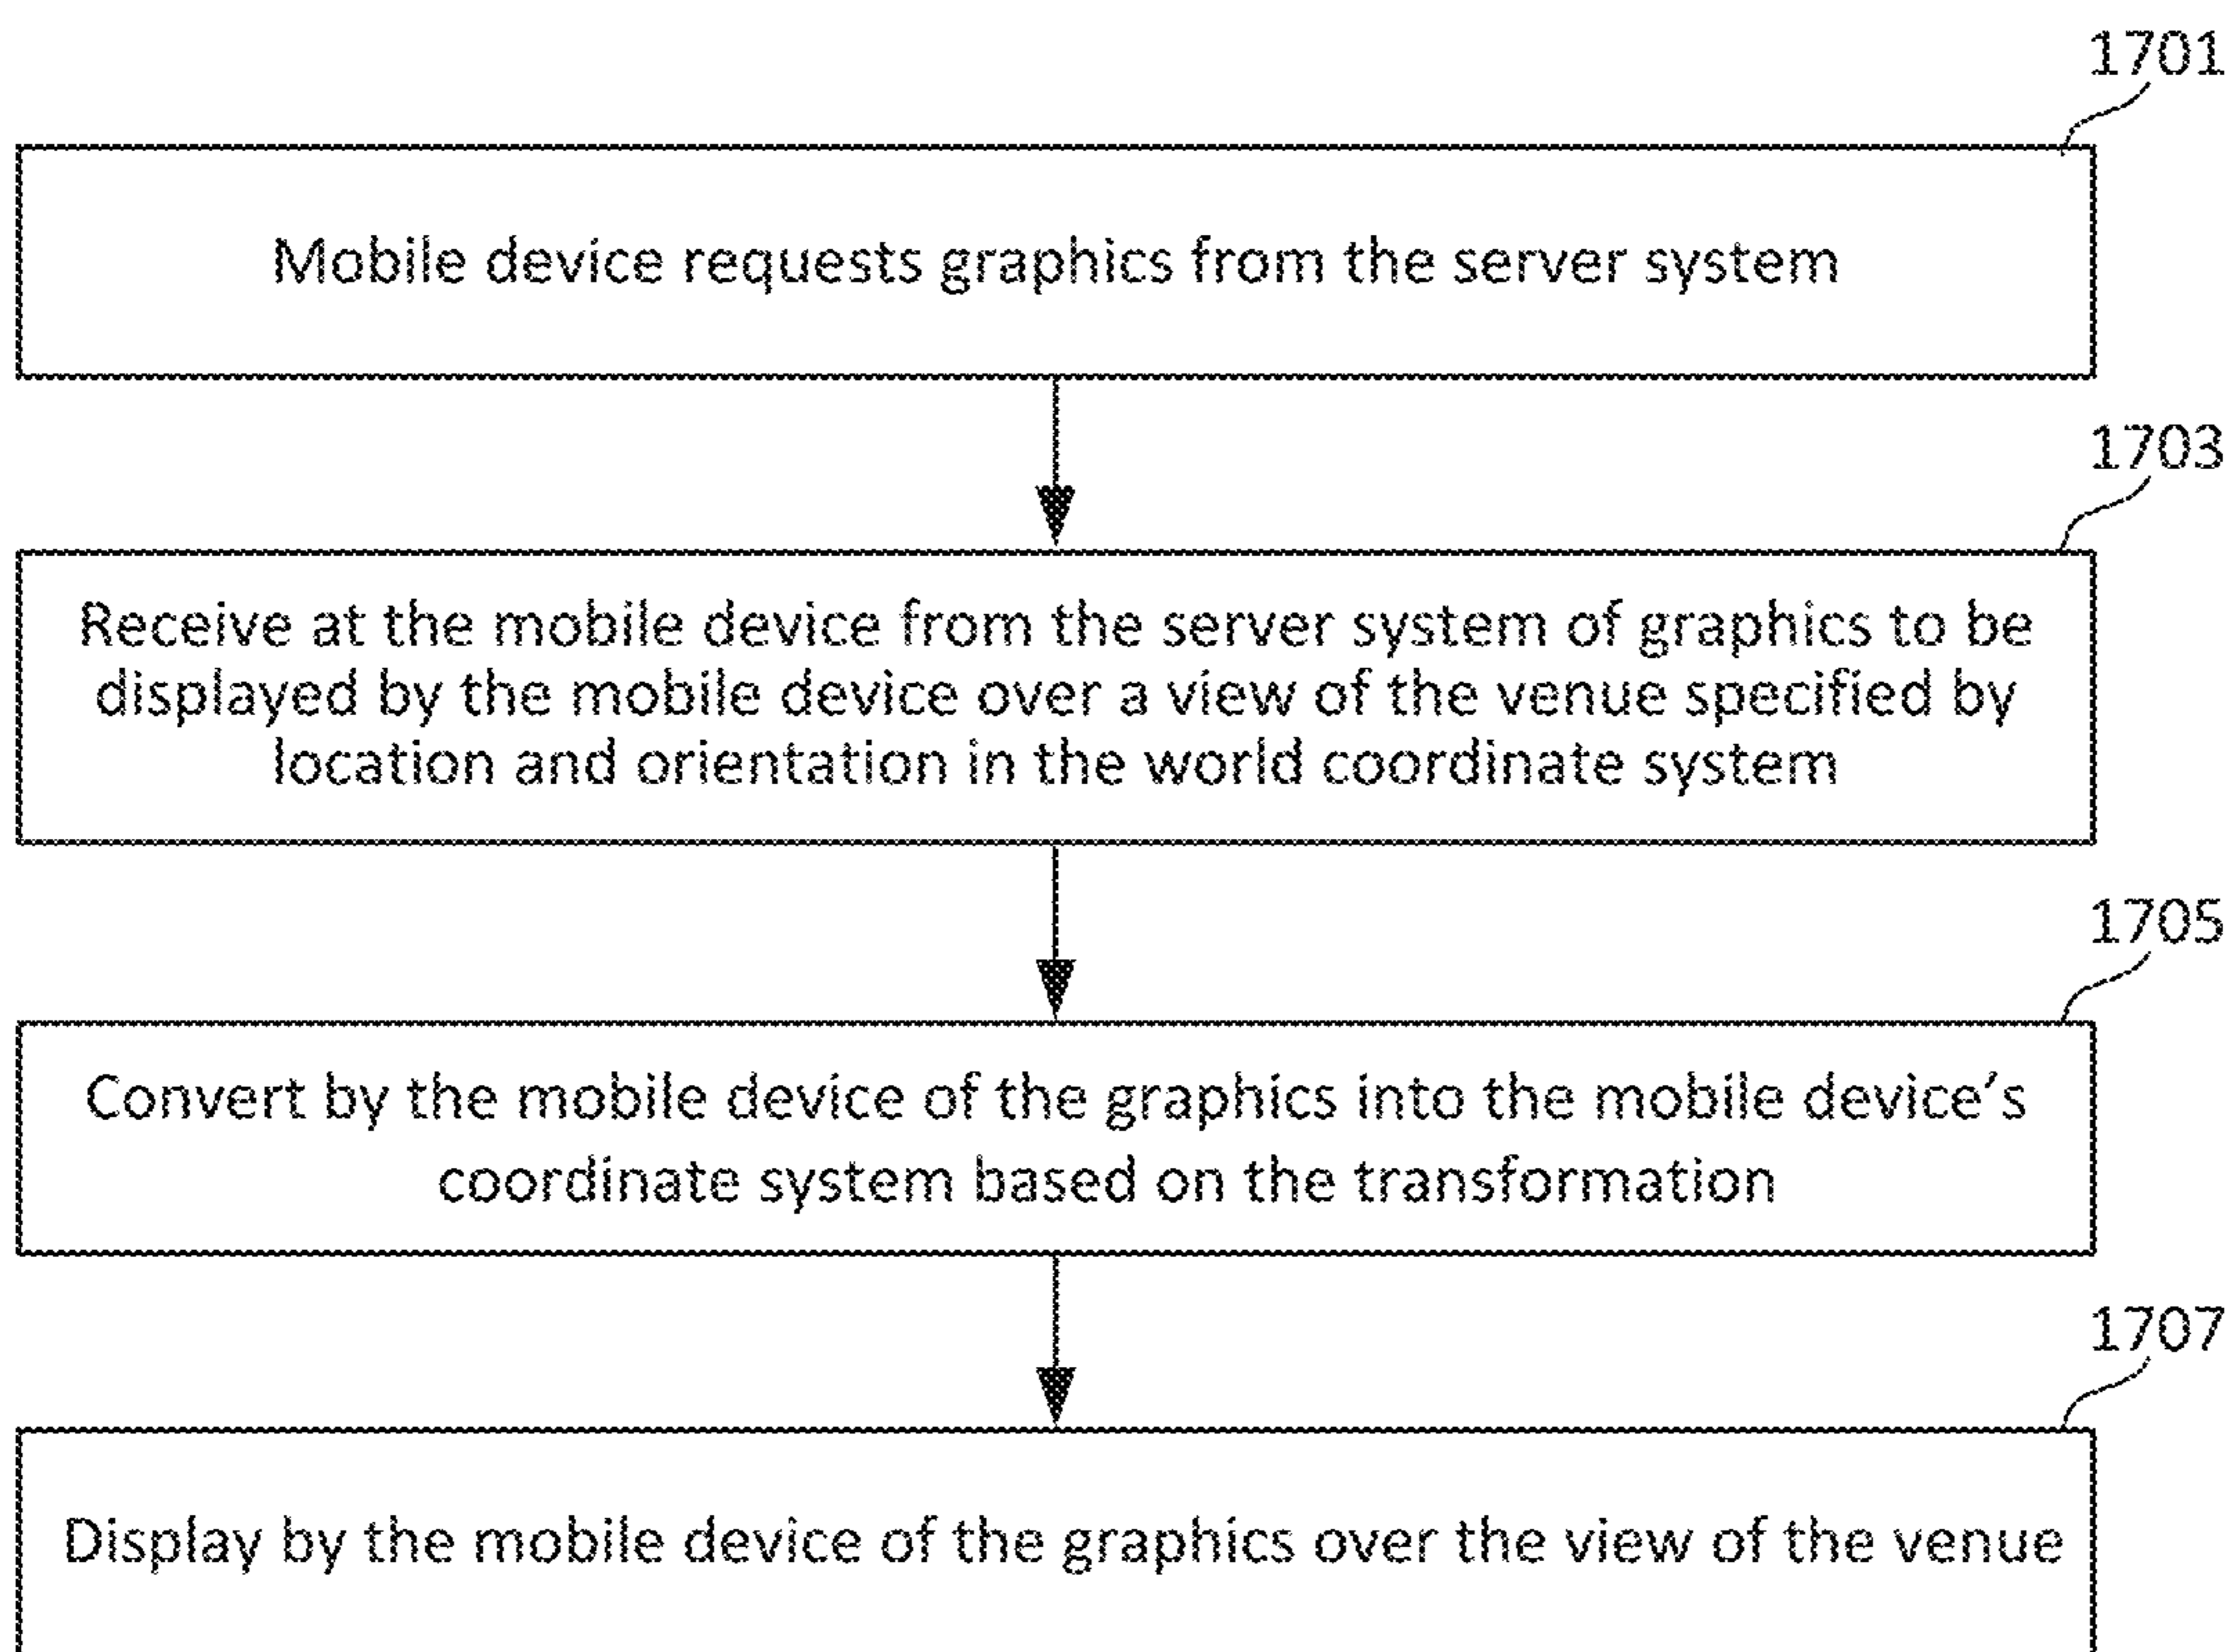 1701
Mobile device requests graphics from the server system
1703
Receive at the mobile device from the server system of graphics to be
displayed by the mobile device over a view of the venue specified by
location and orientation in the world coordinate system
1705
Convert by the mobile device of the graphics into the mobile device's
coordinate system based on the transformation
1707
Display by the mobile device of the graphics over the view of the venue